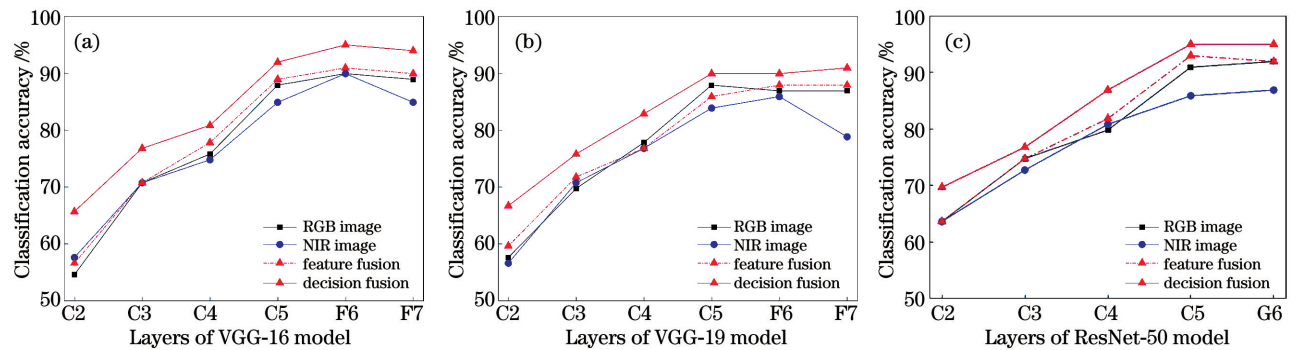 (a)
Classification accuracy /%
100
90
80
70
60
50
C2 C3 C4 C5 F6 F7
Layers of VGG-16 model
RGB image
NIR image
feature fusion
decision fusion
(b)
Classification accuracy /%
100
90
80
70
60
50
C2 C3 C4 C5 F6 F7
Layers of VGG-19 model
RGB image
NIR image
feature fusion
decision fusion
(c)
Classification accuracy /%
100
90
80
70
60
50
C2 C3 C4 C5 G6
Layers of ResNet-50 model
RGB image
NIR image
feature fusion
decision fusion